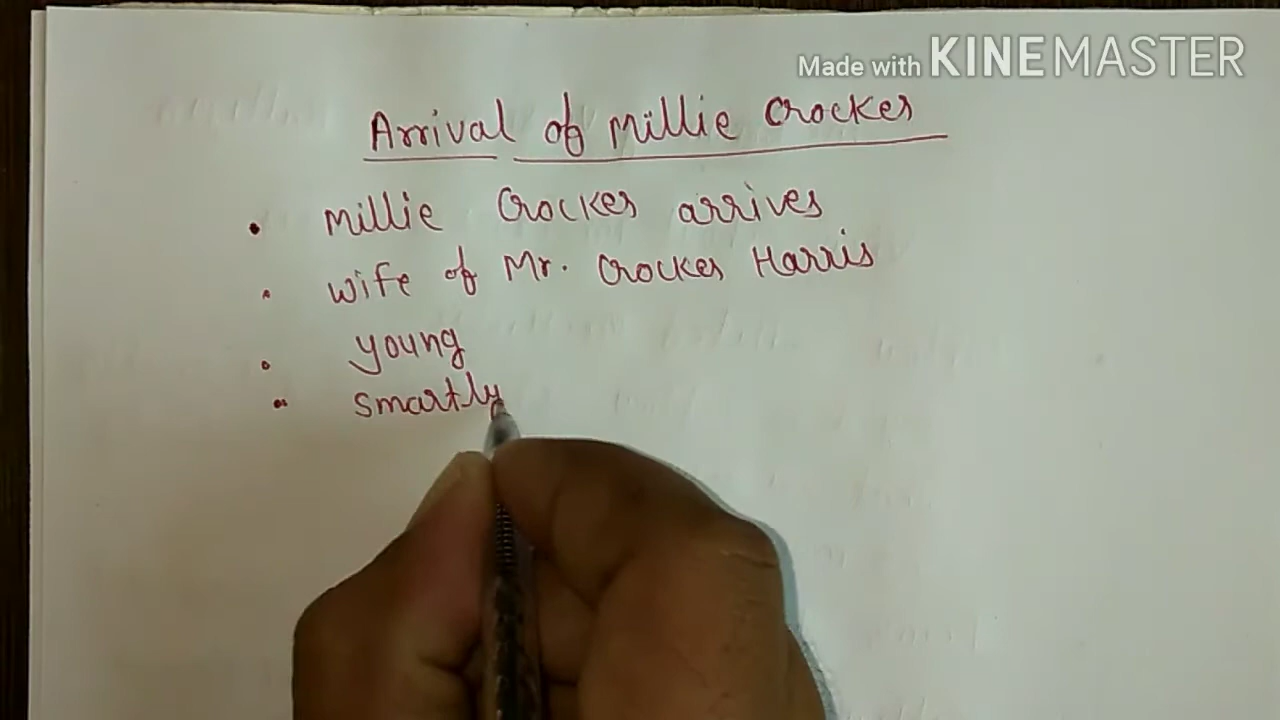 Made with KINEMASTER
Arrival of Millie Crocker
• Millie Crocker arrives
• wife of Mr. Crocker Harris
• young
• smartly